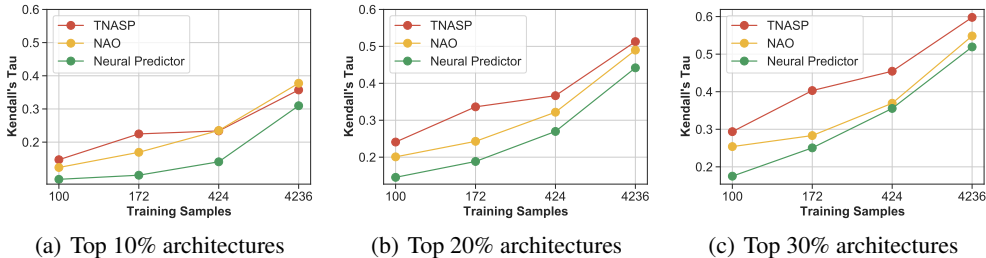 0.6
0.5
0.4
0.3
0.2
Kendall's Tau
TNASP
NAO
Neural Predictor
100 172 424 4236
Training Samples
(a) Top 10% architectures
0.6
0.5
0.4
0.3
0.2
Kendall's Tau
TNASP
NAO
Neural Predictor
100 172 424 4236
Training Samples
(b) Top 20% architectures
0.6
0.5
0.4
0.3
0.2
Kendall's Tau
TNASP
NAO
Neural Predictor
100 172 424 4236
Training Samples
(c) Top 30% architectures